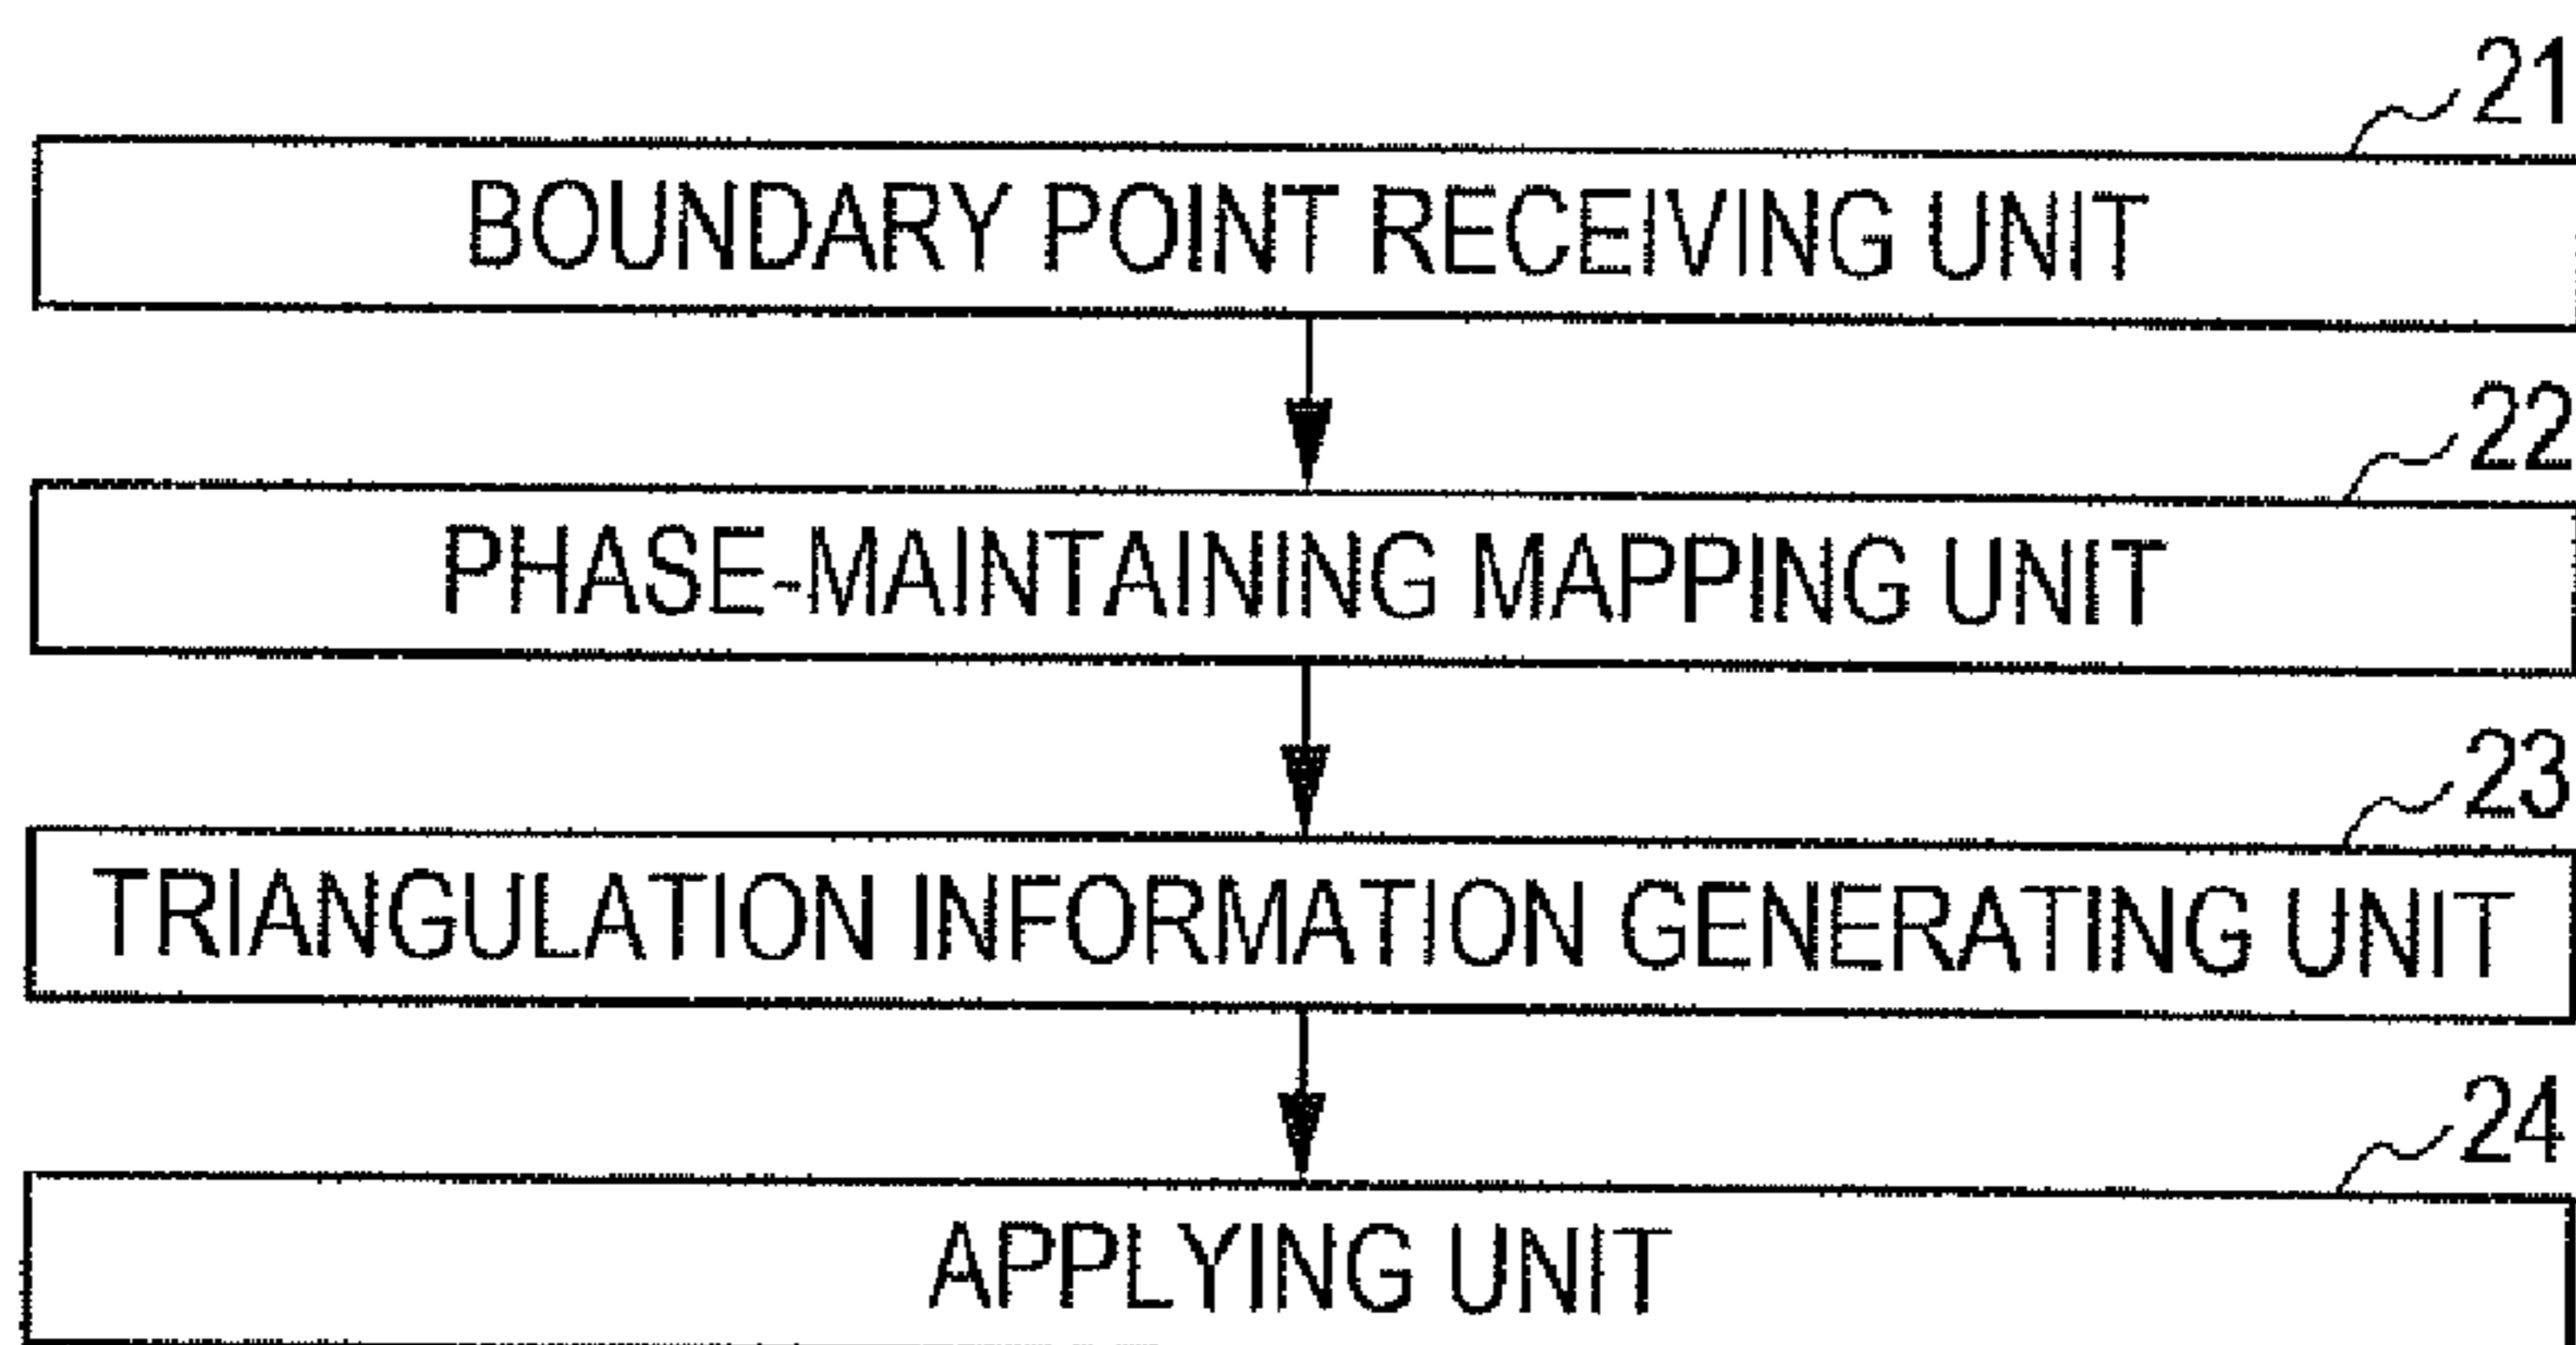 21
BOUNDARY POINT RECEIVING UNIT
22
PHASE-MAINTAINING MAPPING UNIT
23
TRIANGULATION INFORMATION GENERATING UNIT
24
APPLYING UNIT